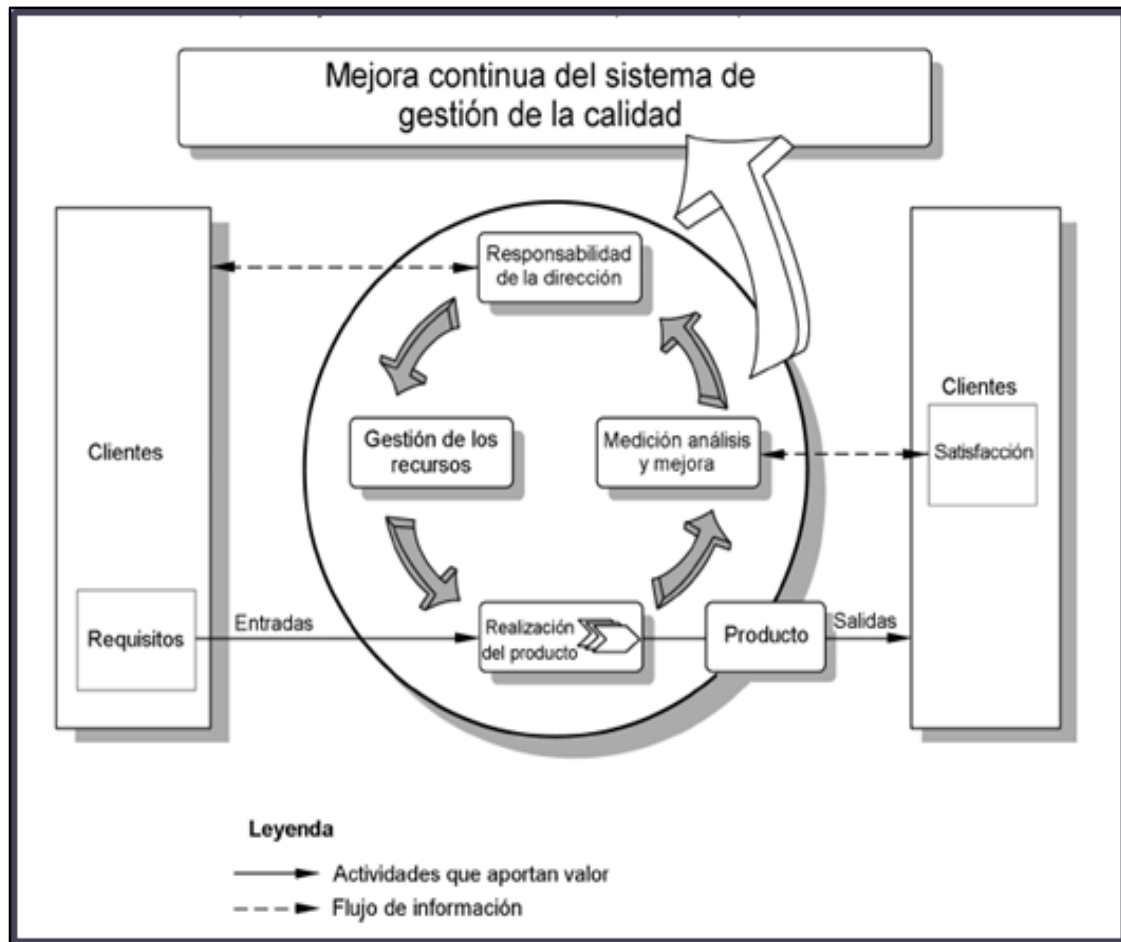 Mejora continua del sistema de
gestión de la calidad
Responsabilidad
de la dirección
Clientes
Gestión de los
recursos
Medición análisis
y mejora
Clientes
Satisfacción
Requisitos
Entradas
Realización
del producto
Producto
Salidas
Leyenda
Actividades que aportan valor
Flujo de información